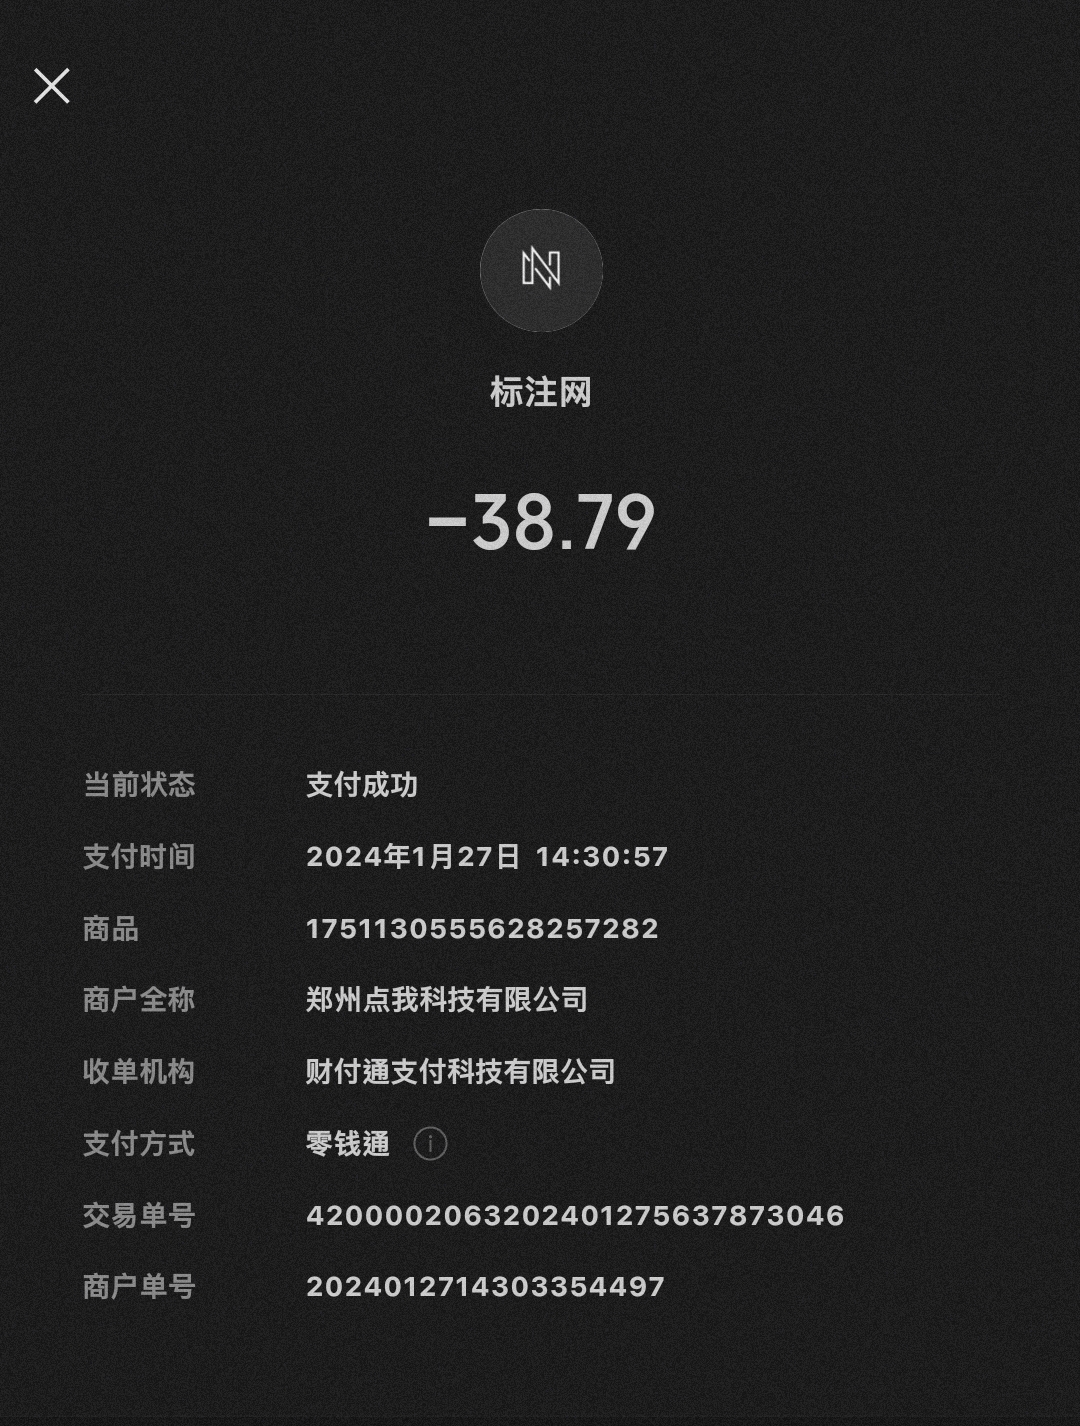 标注网
-38.79
当前状态 支付成功
支付时间 2024年1月27日 14:30:57
商品 1751130555628257282
商户全称 郑州点我科技有限公司
收单机构 财付通支付科技有限公司
支付方式 零钱通
交易单号 4200002063202401275637873046
商户单号 2024012714303354497